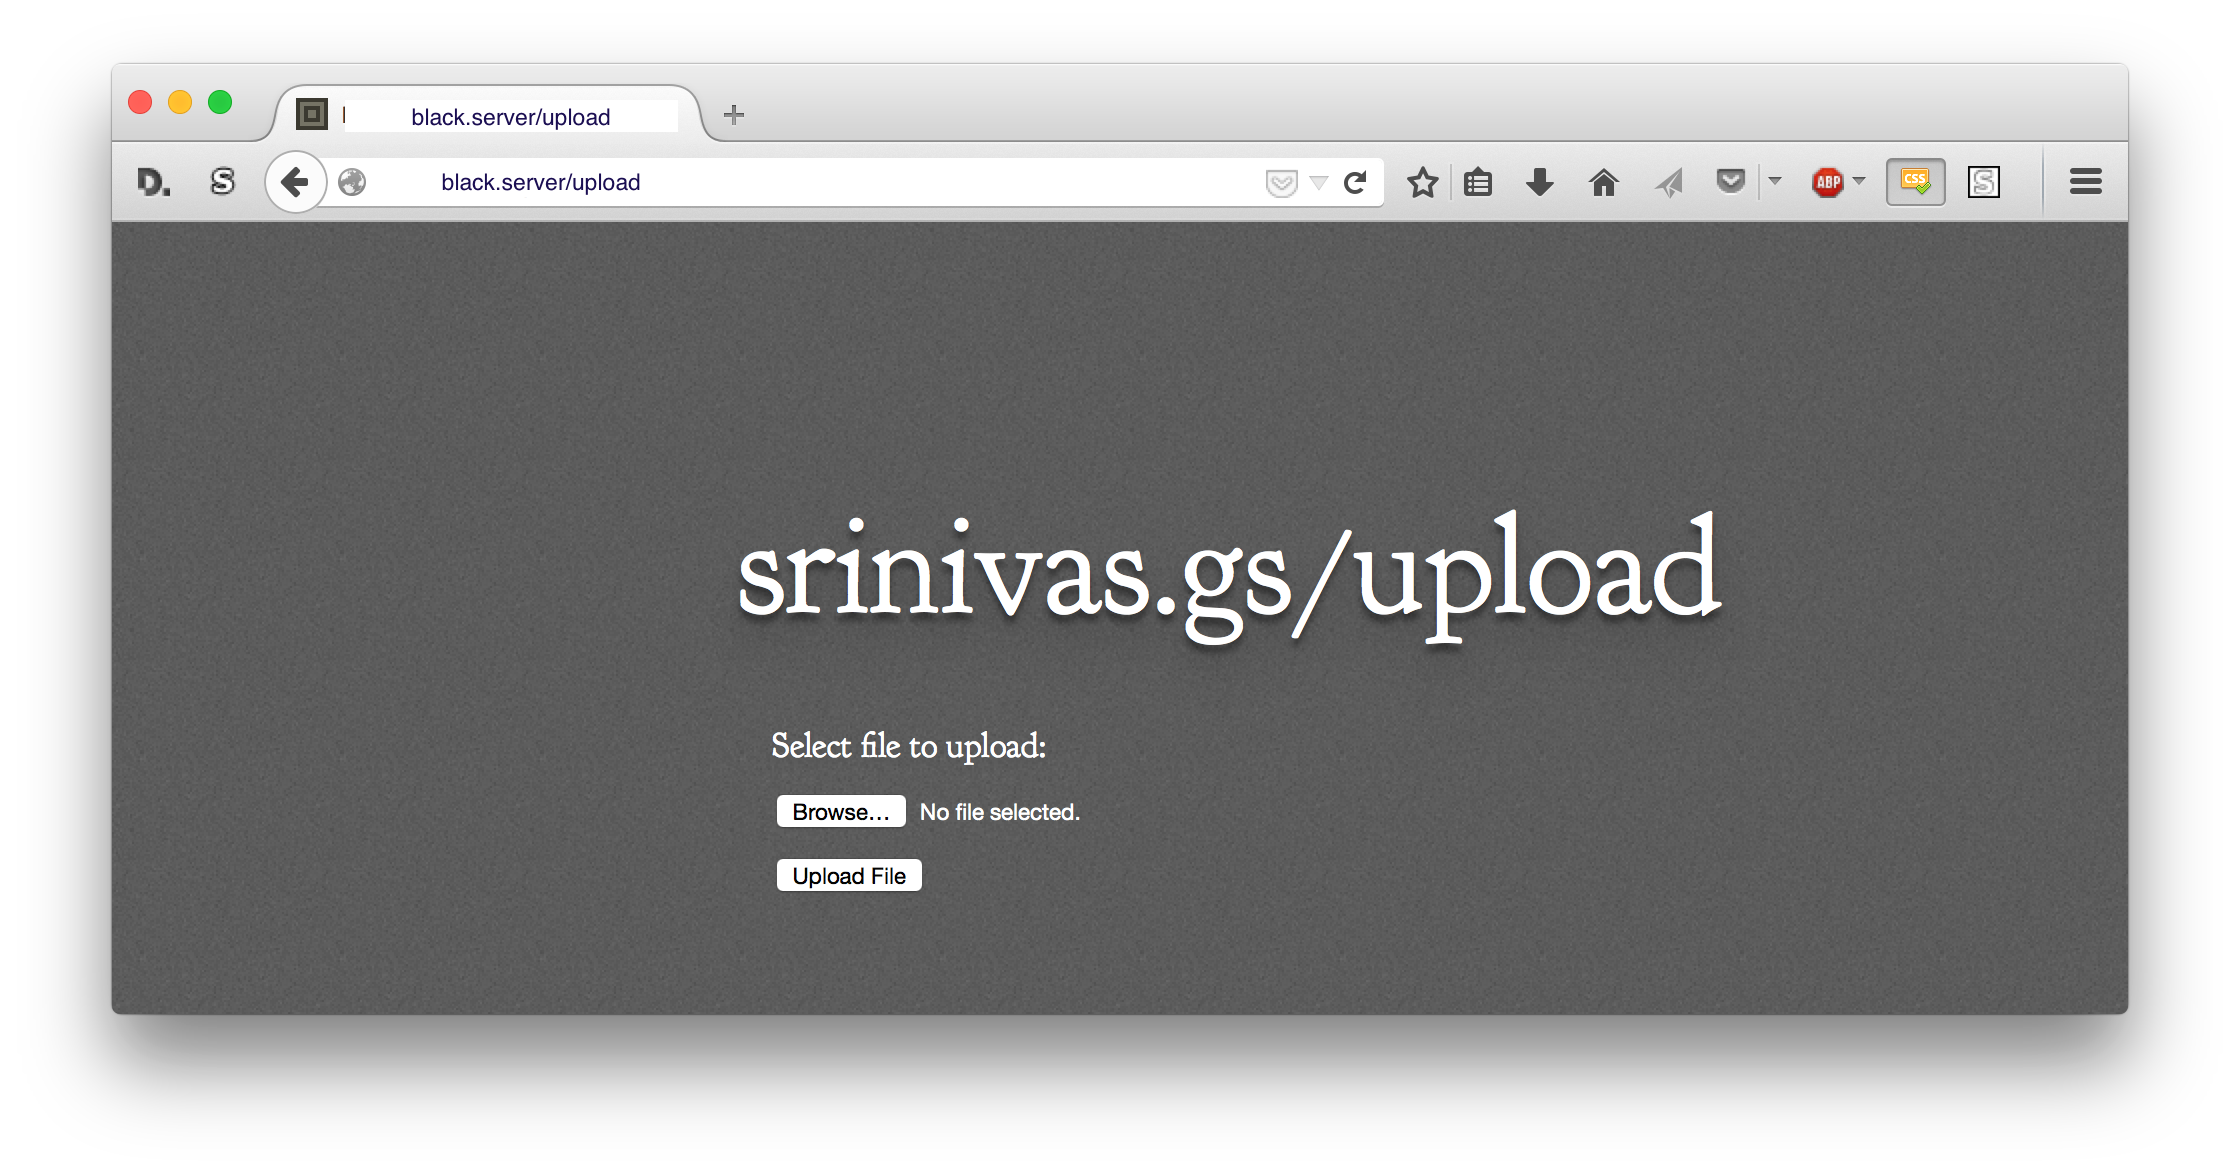 black.server/upload
D. S black.server/upload ABP CSS S
srinivas.gs/upload
Select file to upload:
Browse... No file selected.
Upload File